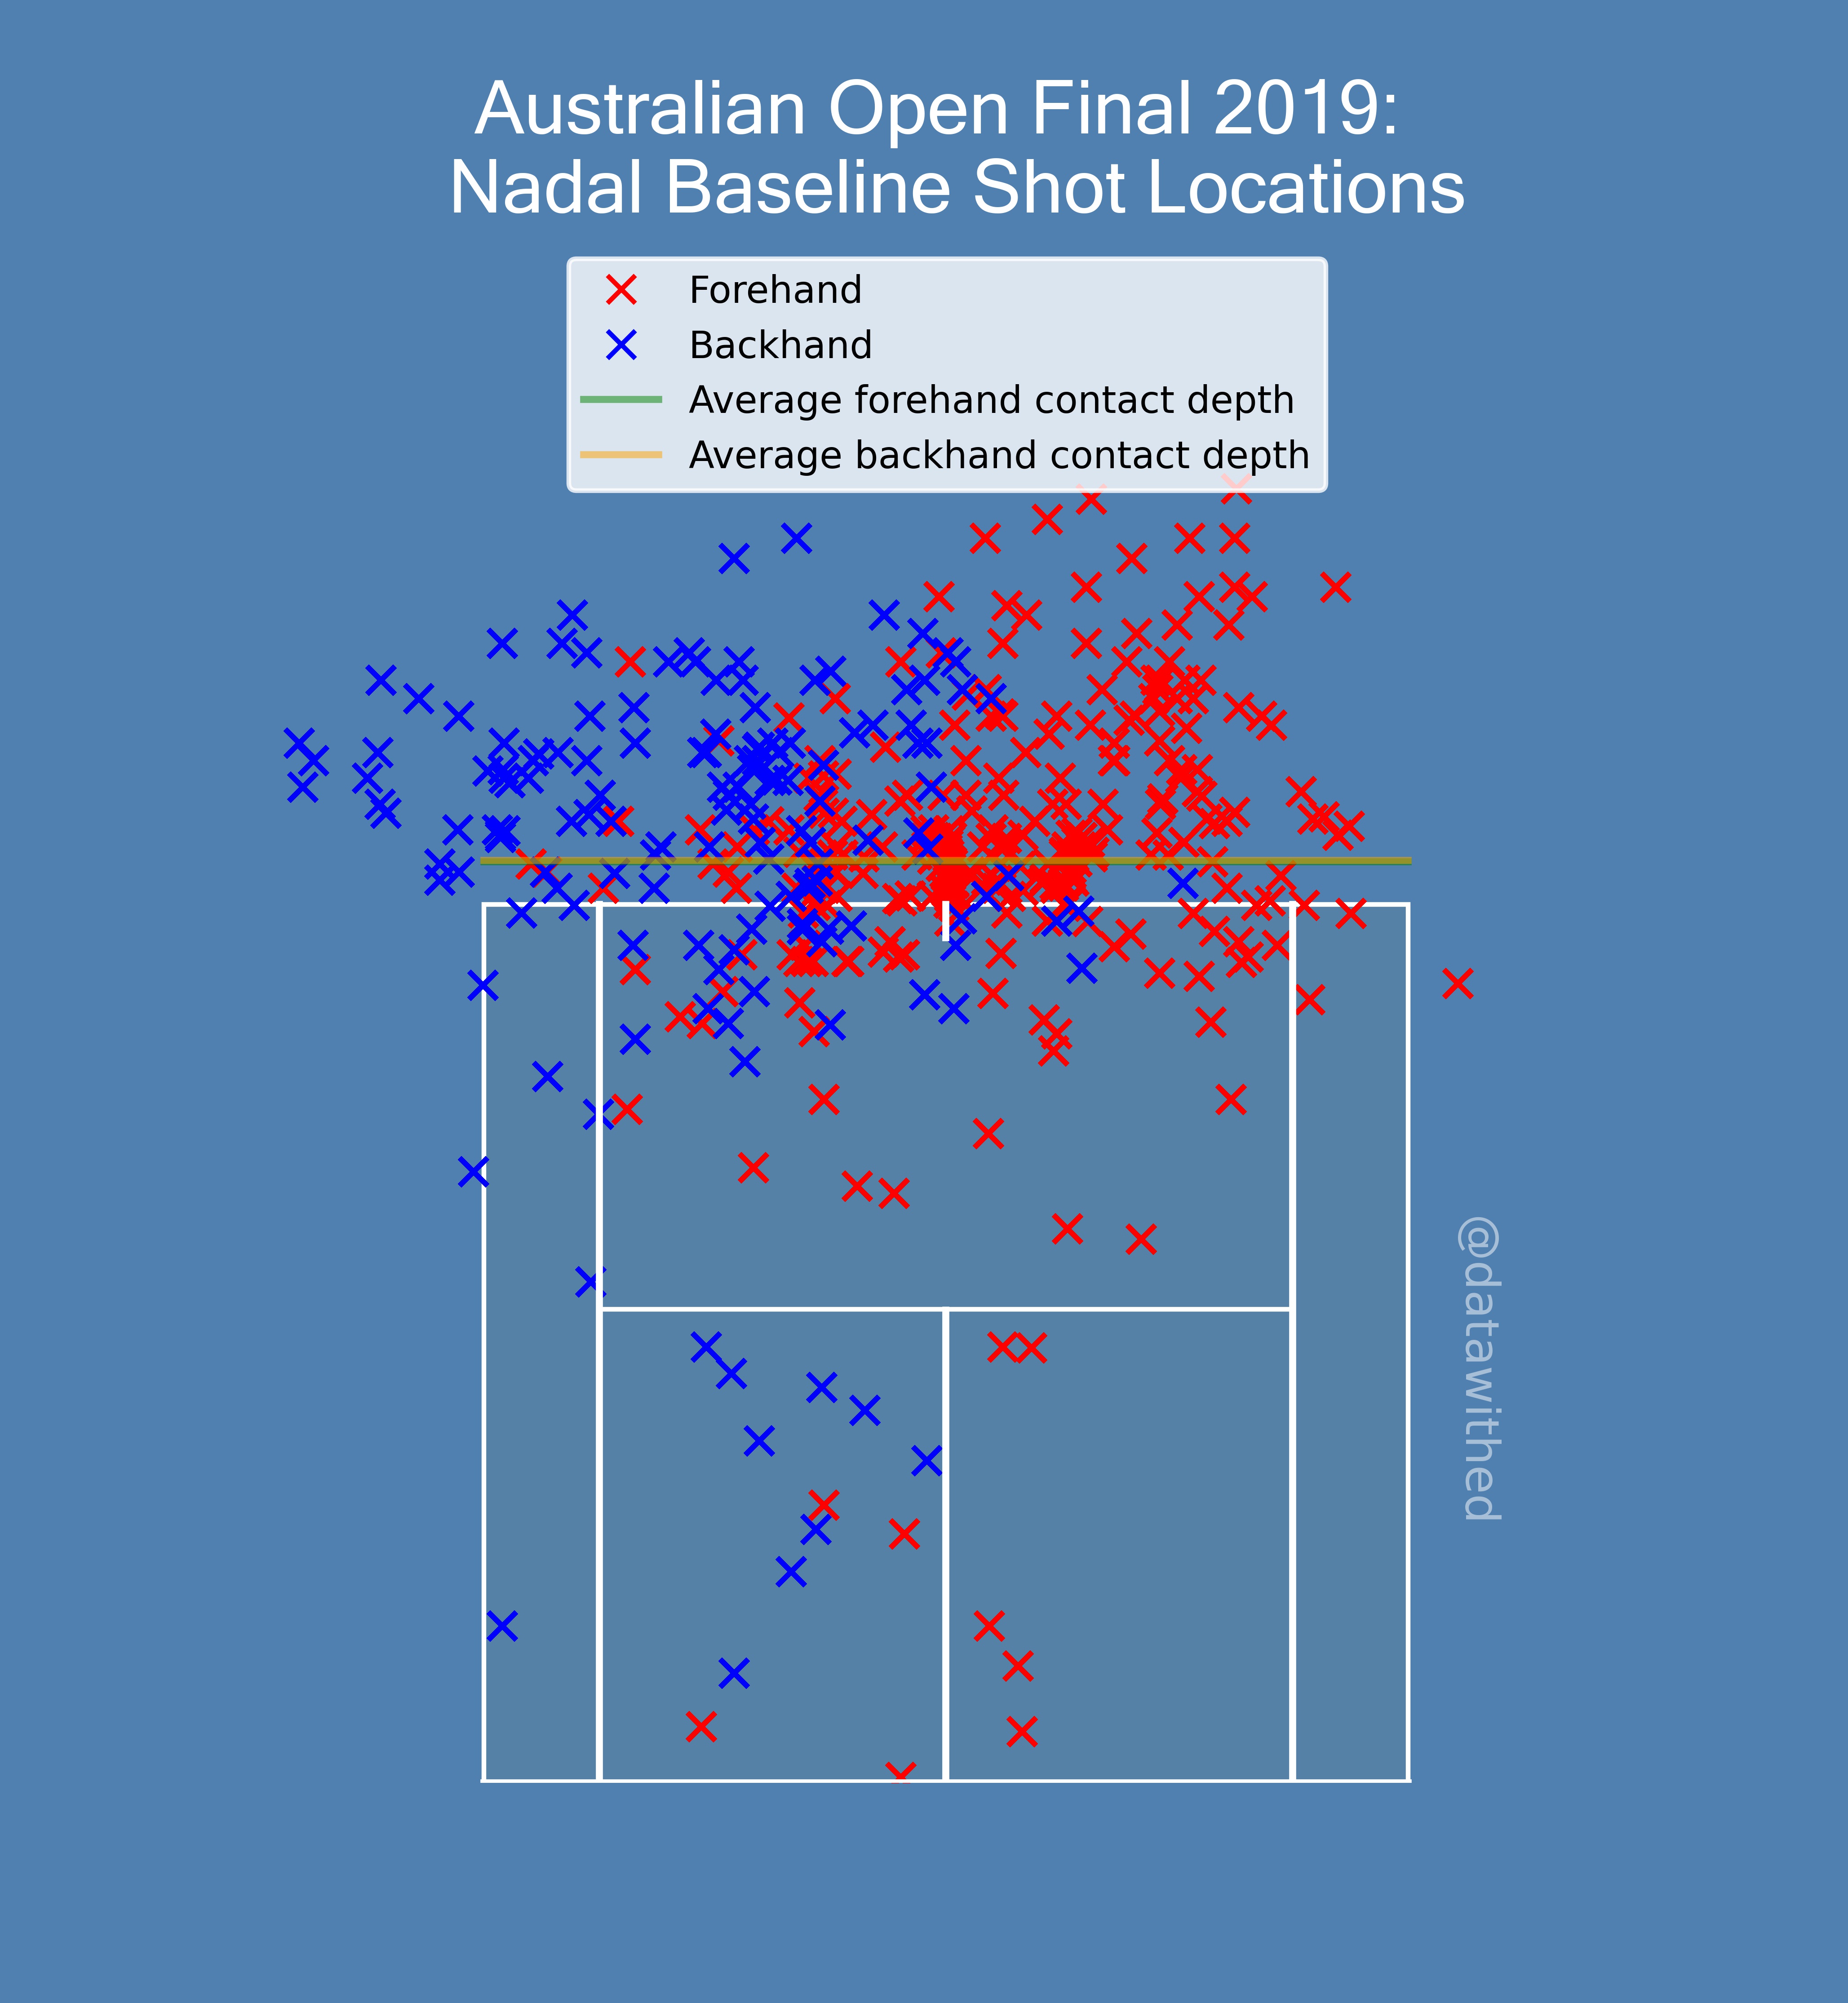 Australian Open Final 2019:
Nadal Baseline Shot Locations
Forehand
Backhand
Average forehand contact depth
Average backhand contact depth
@datawithed